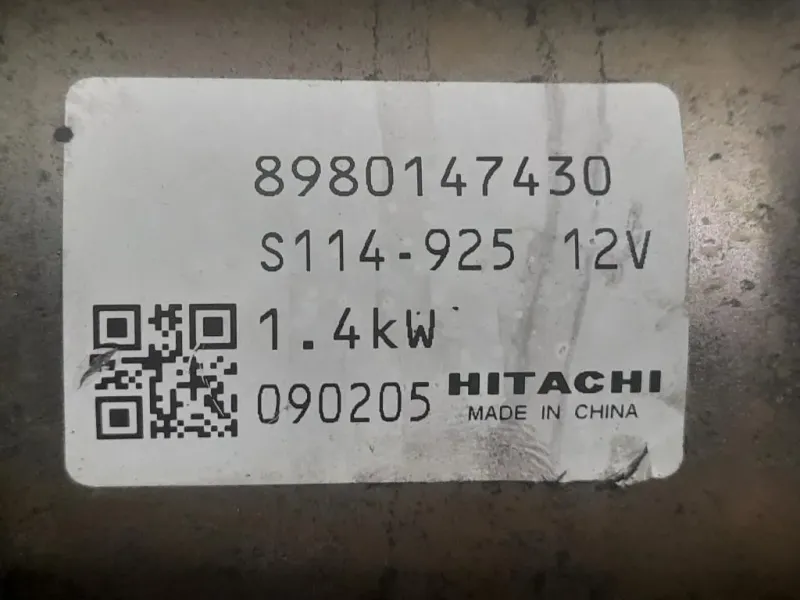 8980147430
S114-925 12V
1.4kW
090205 HITACHI
MADE IN CHINA